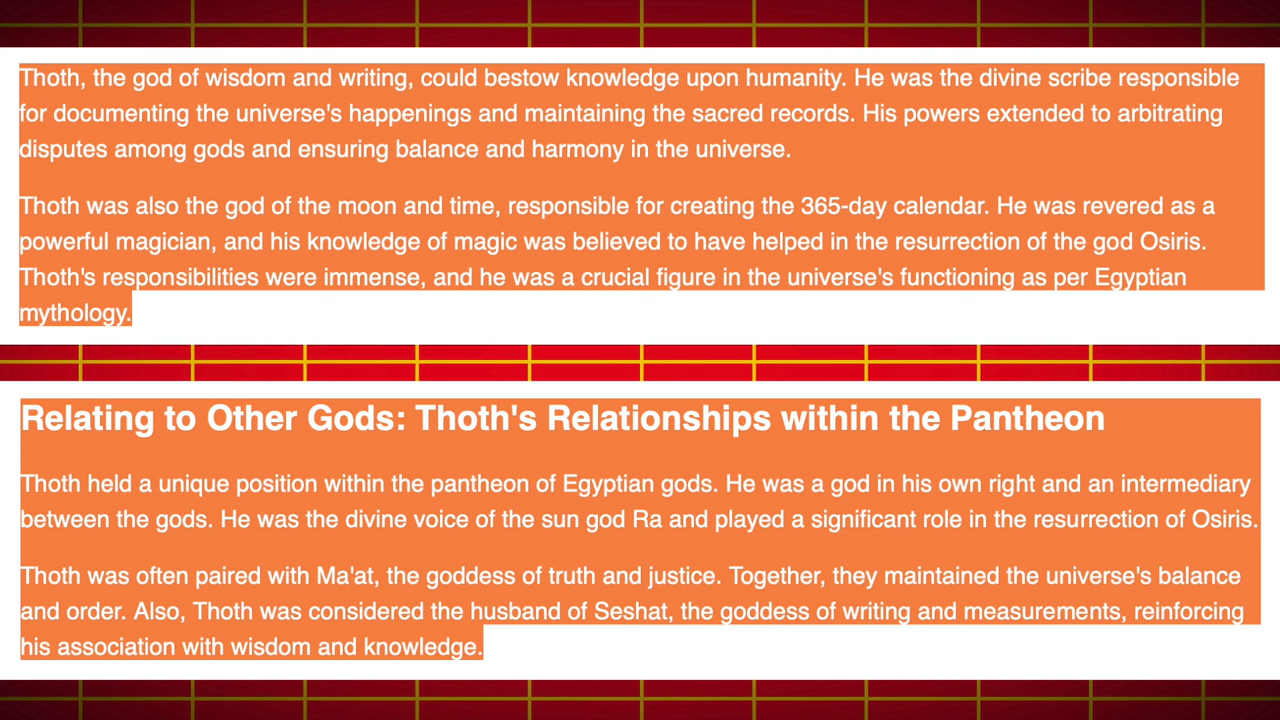 Thoth, the god of wisdom and writing, could bestow knowledge upon humanity. He was the divine scribe responsible
for documenting the universe's happenings and maintaining the sacred records. His powers extended to arbitrating
disputes among gods and ensuring balance and harmony in the universe.
Thoth was also the god of the moon and time, responsible for creating the 365-day calendar. He was revered as a
powerful magician, and his knowledge of magic was believed to have helped in the resurrection of the god Osiris.
Thoth's responsibilities were immense, and he was a crucial figure in the universe's functioning as per Egyptian
mythology.
Relating to Other Gods: Thoth's Relationships within the Pantheon
Thoth held a unique position within the pantheon of Egyptian gods. He was a god in his own right and an intermediary
between the gods. He was the divine voice of the sun god Ra and played a significant role in the resurrection of Osiris.
Thoth was often paired with Ma'at, the goddess of truth and justice. Together, they maintained the universe's balance
and order. Also, Thoth was considered the husband of Seshat, the goddess of writing and measurements, reinforcing
his association with wisdom and knowledge.